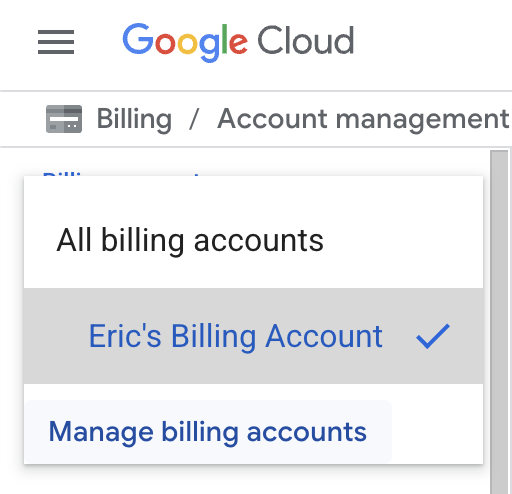 Google Cloud
Billing / Account management
All billing accounts
Eric's Billing Account
Manage billing accounts